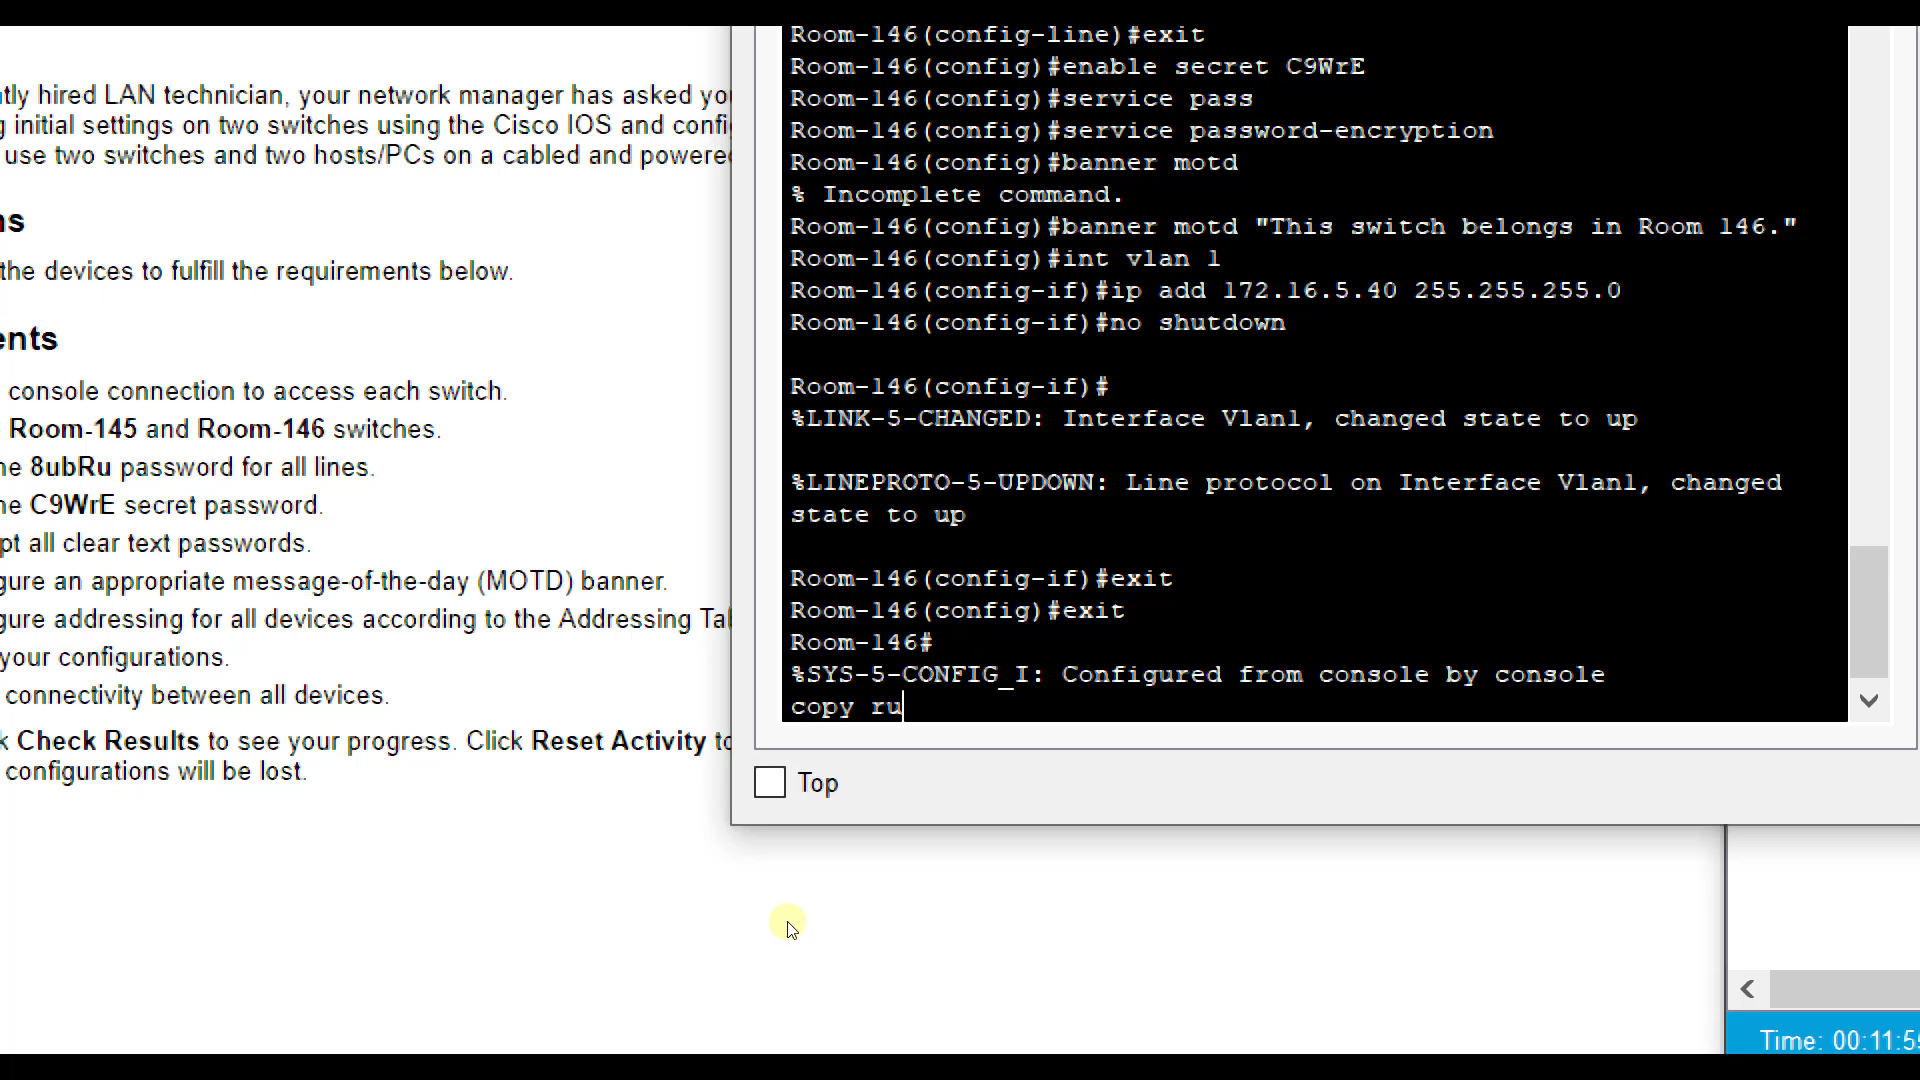 tly hired LAN technician, your network manager has asked
initial settings on two switches using the Cisco IOS and
use two switches and two hosts/PCs on a cabled and
the devices to fulfill the requirements below.
ents
console connection to access each switch.
Room-145 and Room-146 switches.
8ubRu password for all lines.
C9WrE secret password.
pt all clear text passwords.
gure an appropriate message-of-the-day (MOTD) banner.
gure addressing for all devices according to the Addressing
your configurations.
connectivity between all devices.
Check Results to see your progress. Click Reset Activity
configurations will be lost.
Room-146(config-line)#exit
Room-146(config)#enable secret C9WrE
Room-146(config)#service pass
Room-146(config)#service password-encryption
Room-146(config)#banner motd
% Incomplete command.
Room-146(config)#banner motd "This switch belongs in Room 146."
Room-146(config)#int vlan 1
Room-146(config-if)#ip add 172.16.5.40 255.255.255.0
Room-146(config-if)#no shutdown
Room-146(config-if)#
%LINK-5-CHANGED: Interface Vlan1, changed state to up
%LINEPROTO-5-UPDOWN: Line protocol on Interface Vlan1, changed
state to up
Room-146(config-if)#exit
Room-146(config)#exit
Room-146#
%SYS-5-CONFIG_I: Configured from console by console
copy ru
Top
Time: 00:11:5